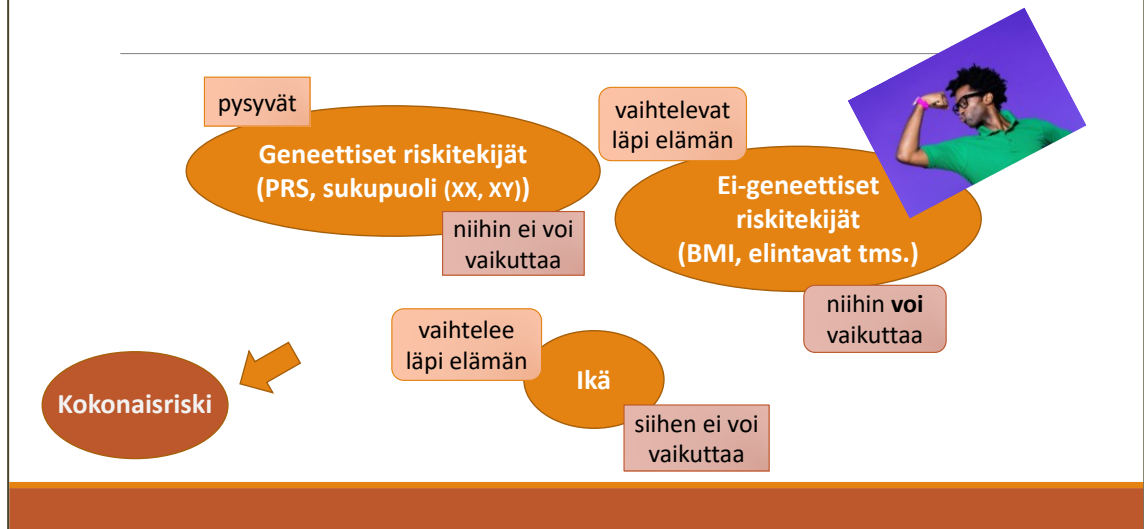 pysyvät
Geneettiset riskitekijät
(PRS, sukupuoli (XX, XY))
niihin ei voi
vaikuttaa
vaihtelevat
läpi elämän
Ei-geneettiset
riskitekijät
(BMI, elintavat tms.)
niihin voi
vaikuttaa
vaihtelee
läpi elämän
Ikä
siihen ei voi
vaikuttaa
Kokonaisriski